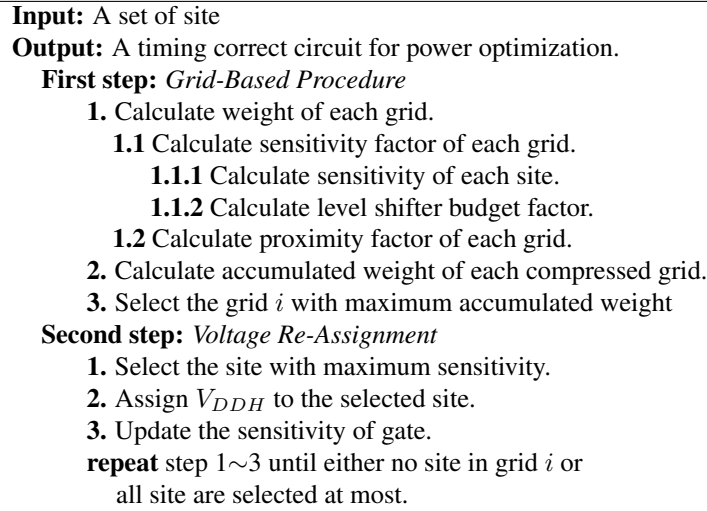 Input: A set of site
Output: A timing correct circuit for power optimization.
First step: Grid-Based Procedure
1. Calculate weight of each grid.
1.1 Calculate sensitivity factor of each grid.
1.1.1 Calculate sensitivity of each site.
1.1.2 Calculate level shifter budget factor.
1.2 Calculate proximity factor of each grid.
2. Calculate accumulated weight of each compressed grid.
3. Select the grid i with maximum accumulated weight
Second step: Voltage Re-Assignment
1. Select the site with maximum sensitivity.
2. Assign V_{DDH} to the selected site.
3. Update the sensitivity of gate.
repeat step 1∼3 until either no site in grid i or
all site are selected at most.